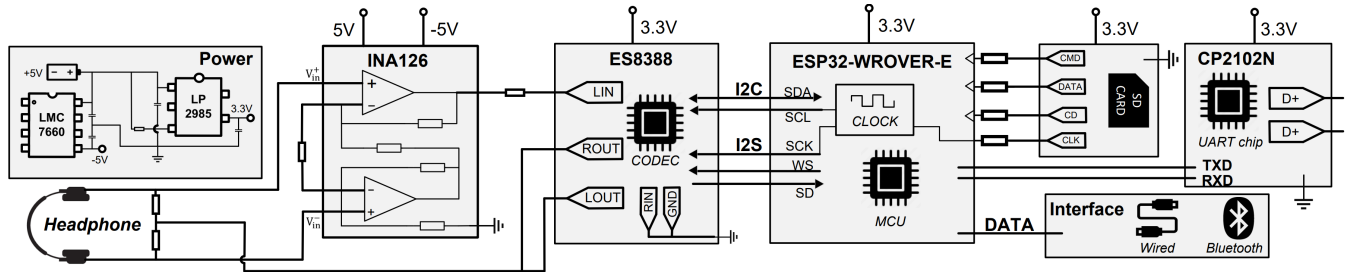 Power
+5V
LMC
7660
-5V
LP
2985
3.3V
Headphone
5V
-5V
INA126
Vin+
Vin-
3.3V
ES8388
LIN
ROUT
LOUT
CODEC
RIN
GND
I2C
SDA
SCL
I2S
SCK
WS
SD
3.3V
ESP32-WROVER-E
CLOCK
MCU
3.3V
CMD
DATA
CD
CLK
SD
CARD
3.3V
CP2102N
UART chip
D+
D+
TXD
RXD
DATA
Interface
Wired
Bluetooth